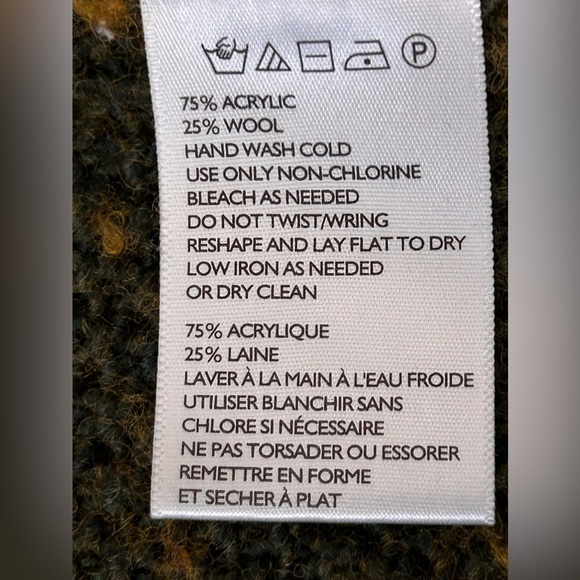 P
75% ACRYLIC
25% WOOL
HAND WASH COLD
USE ONLY NON-CHLORINE
BLEACH AS NEEDED
DO NOT TWIST/WRING
RESHAPE AND LAY FLAT TO DRY
LOW IRON AS NEEDED
OR DRY CLEAN
75% ACRYLIQUE
25% LAINE
LAVER À LA MAIN À L'EAU FROIDE
UTILISER BLANCHIR SANS
CHLORE SI NÉCESSAIRE
NE PAS TORSADER OU ESSORER
REMETTRE EN FORME
ET SECHER À PLAT